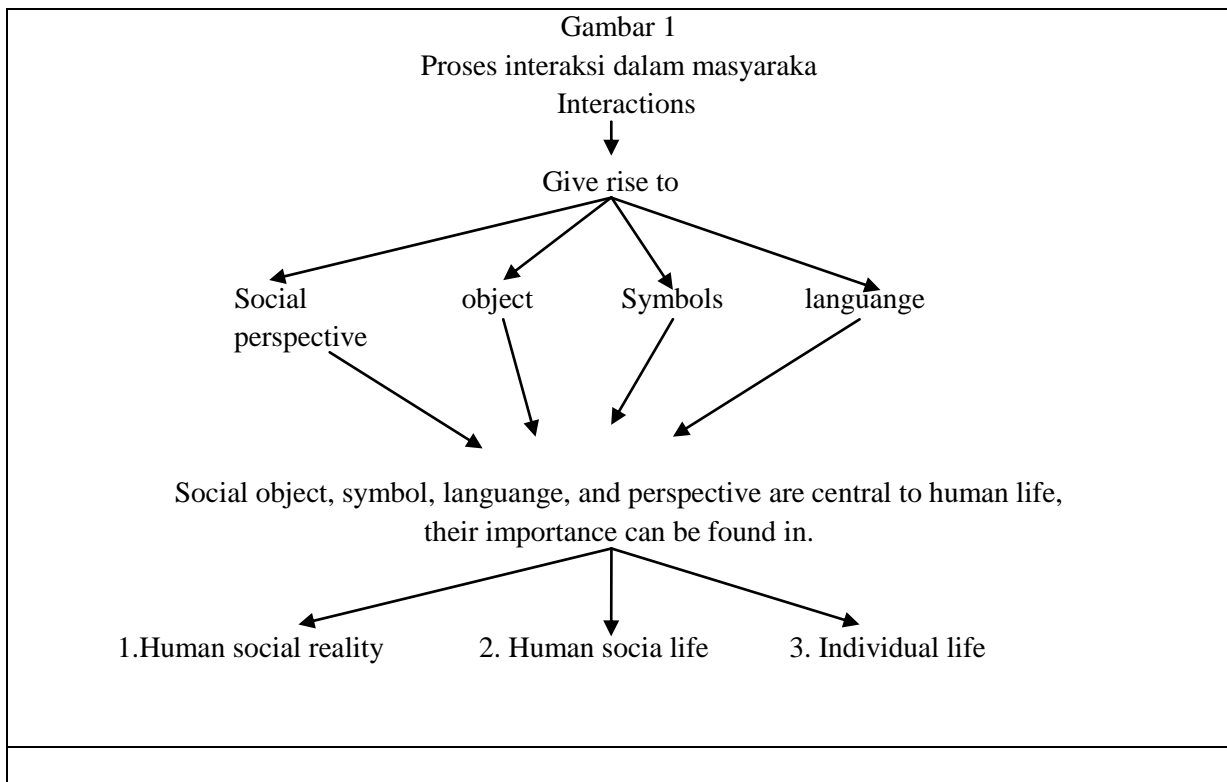 Gambar 1
Proses interaksi dalam masyaraka
Interactions
Give rise to
Social perspective
object
Symbols
languange
Social object, symbol, languange, and perspective are central to human life,
their importance can be found in.
1.Human social reality
2. Human socia life
3. Individual life